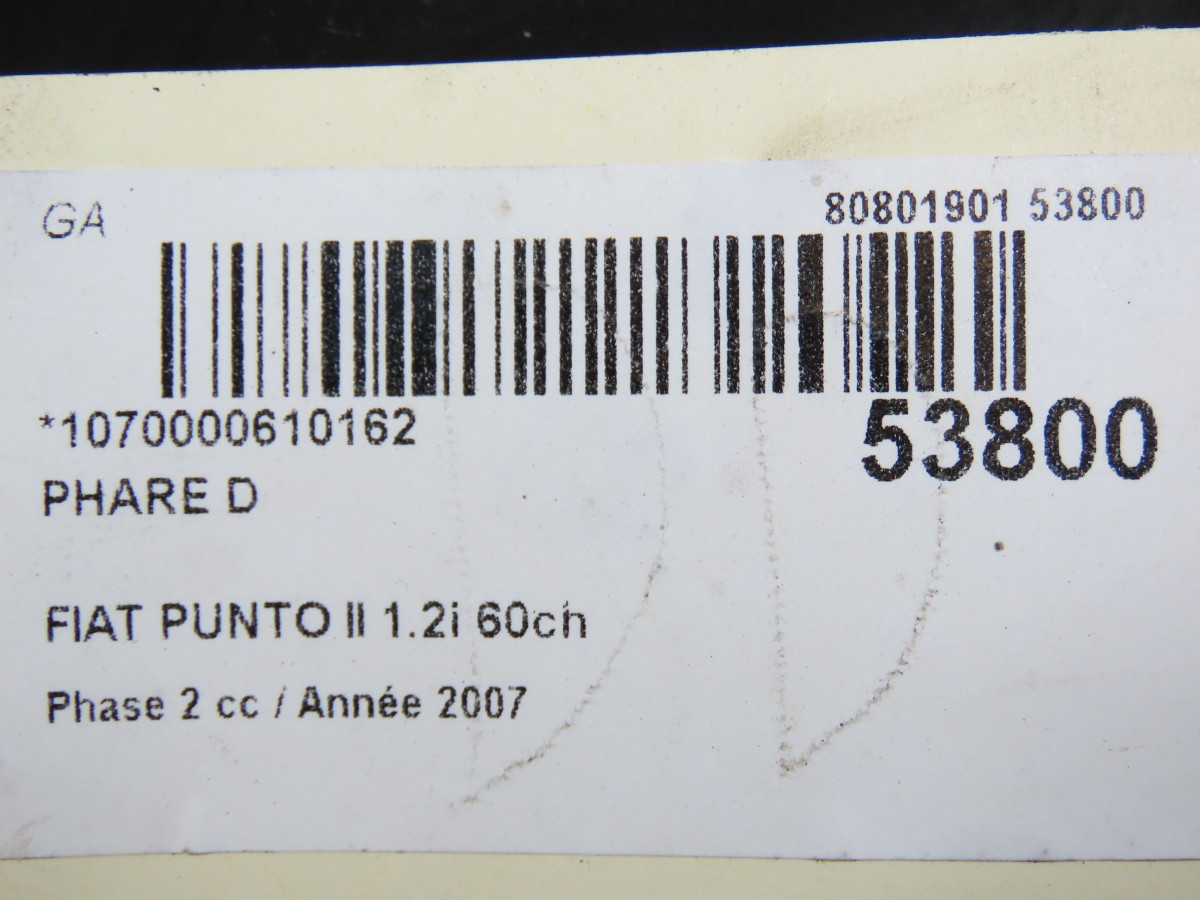 GA
80801901 53800
*1070000610162
53800
PHARE D
FIAT PUNTO II 1.2i 60ch
Phase 2 cc / Année 2007